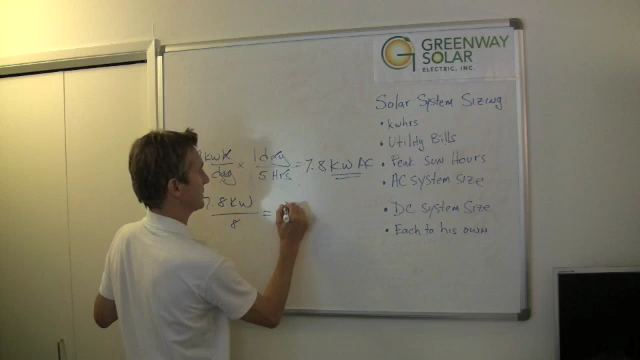 GREENWAY
SOLAR
ELECTRIC, INC.
Solar System Sizing
• kwhrs
• Utility Bills
• Peak Sun Hours
• AC System Size
• DC System Size
• Each to his own
kwh/day × 1 day/5 Hrs = 7.8 KW AC
7.8 KW/8 =